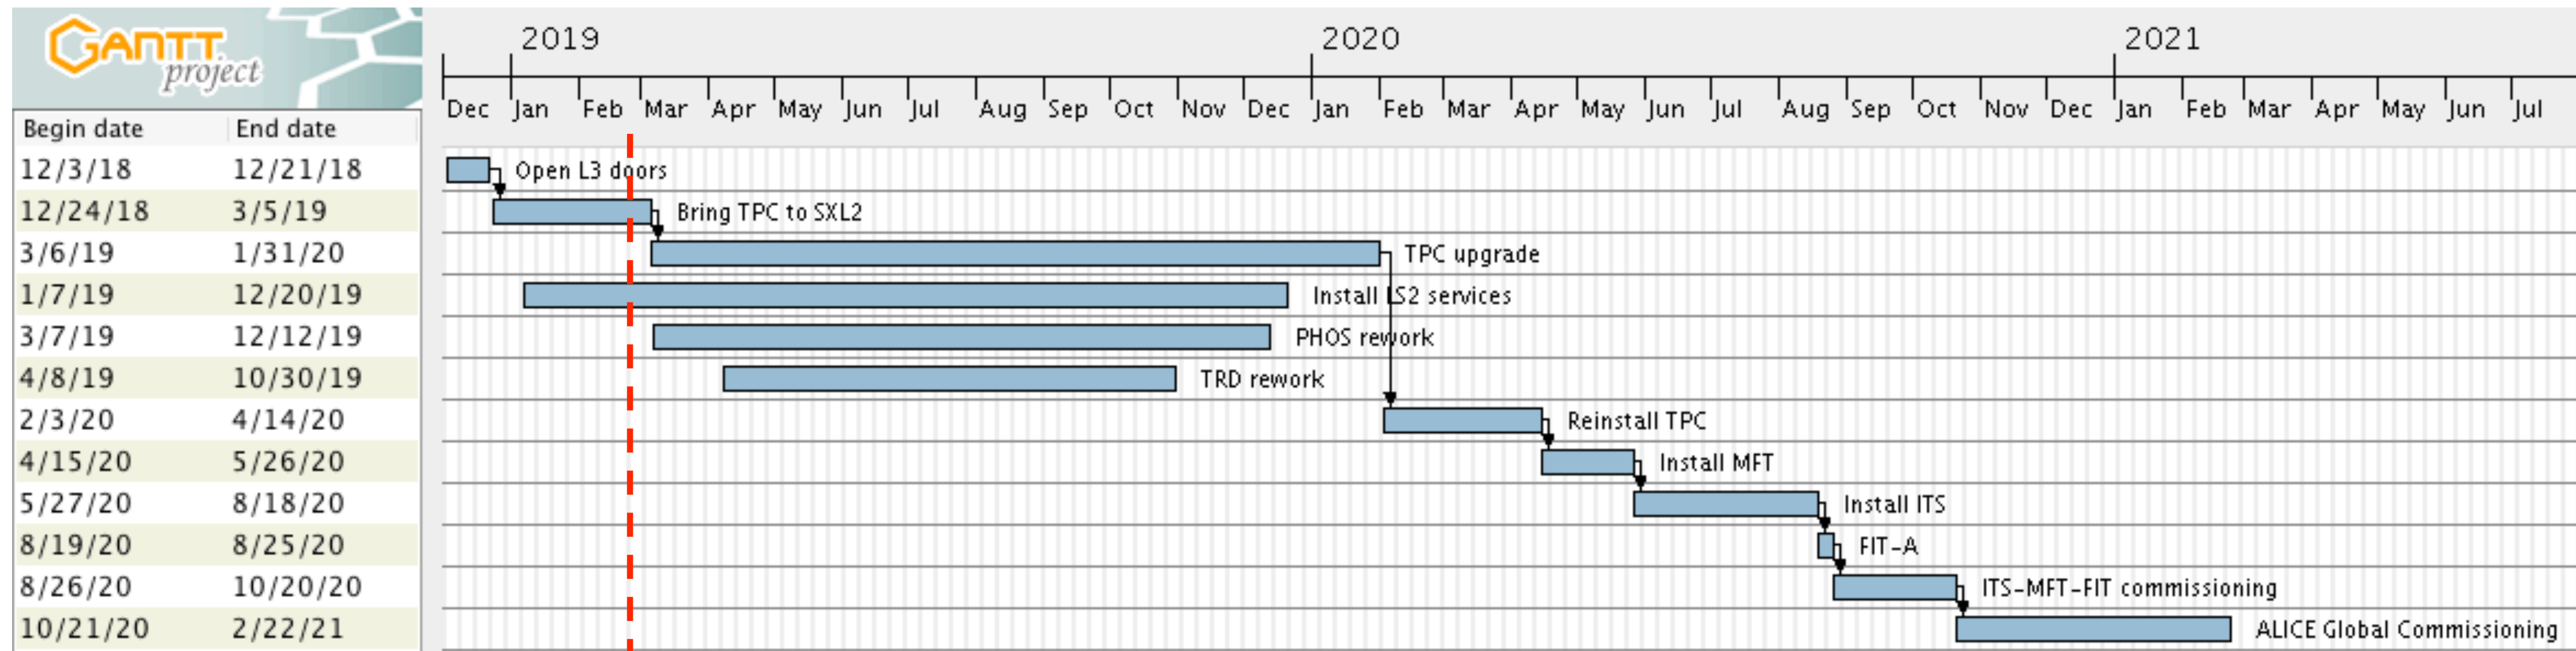 GANTT
project
2019 2020 2021
Dec Jan Feb Mar Apr May Jun Jul Aug Sep Oct Nov Dec Jan Feb Mar Apr May Jun Jul Aug Sep Oct Nov Dec Jan Feb Mar Apr May Jun Jul
Begin date End date
12/3/18 12/21/18 Open L3 doors
12/24/18 3/5/19 Bring TPC to SXL2
3/6/19 1/31/20 TPC upgrade
1/7/19 12/20/19 Install LS2 services
3/7/19 12/12/19 PHOS rework
4/8/19 10/30/19 TRD rework
2/3/20 4/14/20 Reinstall TPC
4/15/20 5/26/20 Install MFT
5/27/20 8/18/20 Install ITS
8/19/20 8/25/20 FIT-A
8/26/20 10/20/20 ITS-MFT-FIT commissioning
10/21/20 2/22/21 ALICE Global Commissioning